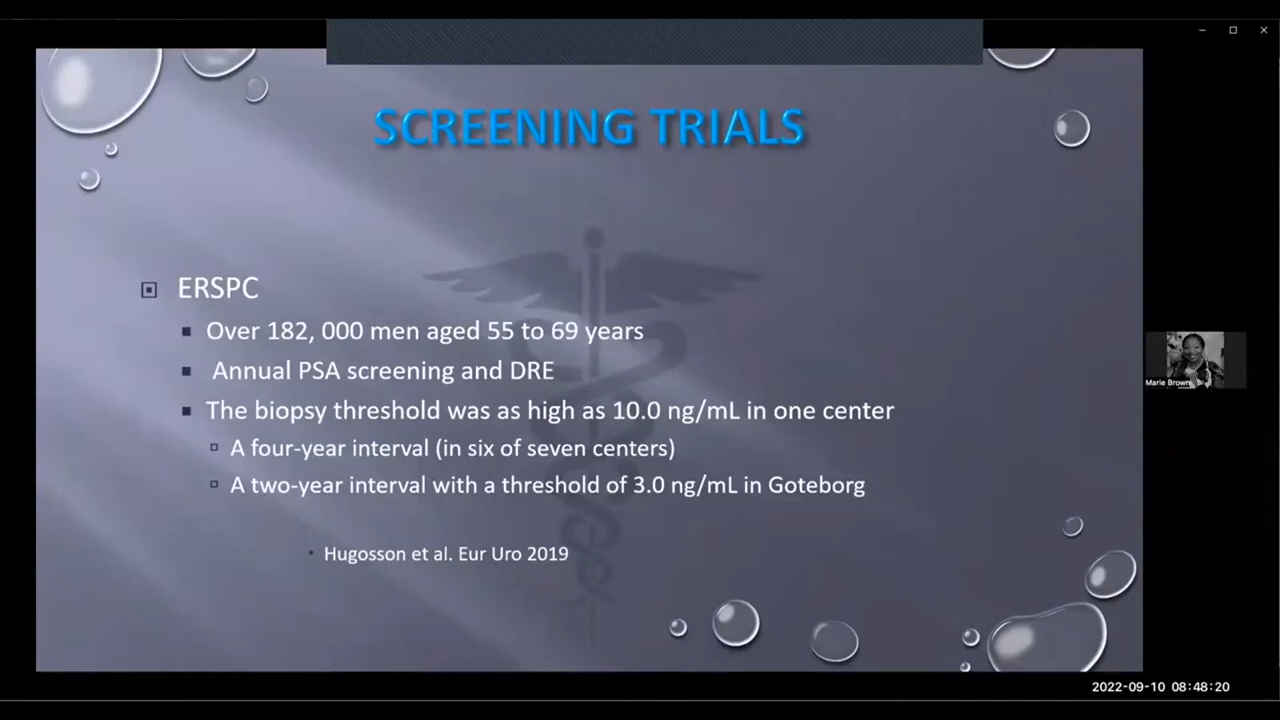 SCREENING TRIALS
ERSPC
Over 182, 000 men aged 55 to 69 years
Annual PSA screening and DRE
The biopsy threshold was as high as 10.0 ng/mL in one center
A four-year interval (in six of seven centers)
A two-year interval with a threshold of 3.0 ng/mL in Goteborg
Hugosson et al. Eur Uro 2019
Marie Brown
2022-09-10 08:48:20